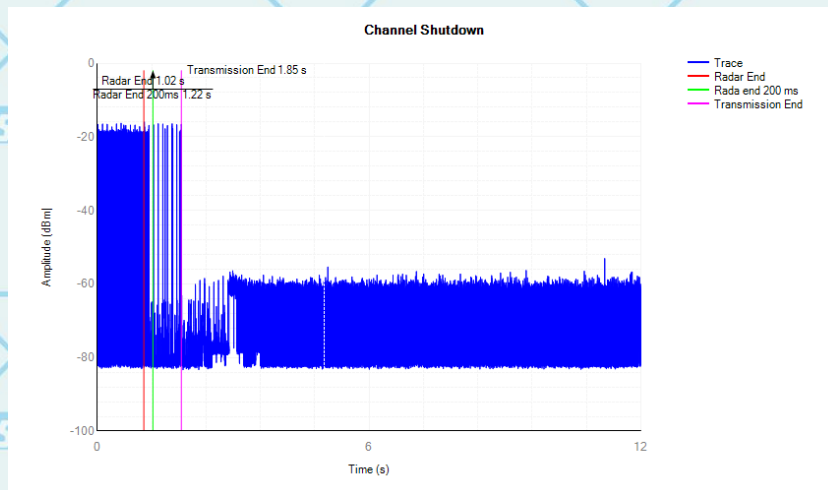 Channel Shutdown
Transmission End 1.85 s
Radar End 1.02 s
Radar End 200ms 1.22 s
Trace
Radar End
Rada end 200 ms
Transmission End
Amplitude [dBm]
0
-20
-40
-60
-80
-100
0
6
12
Time (s)